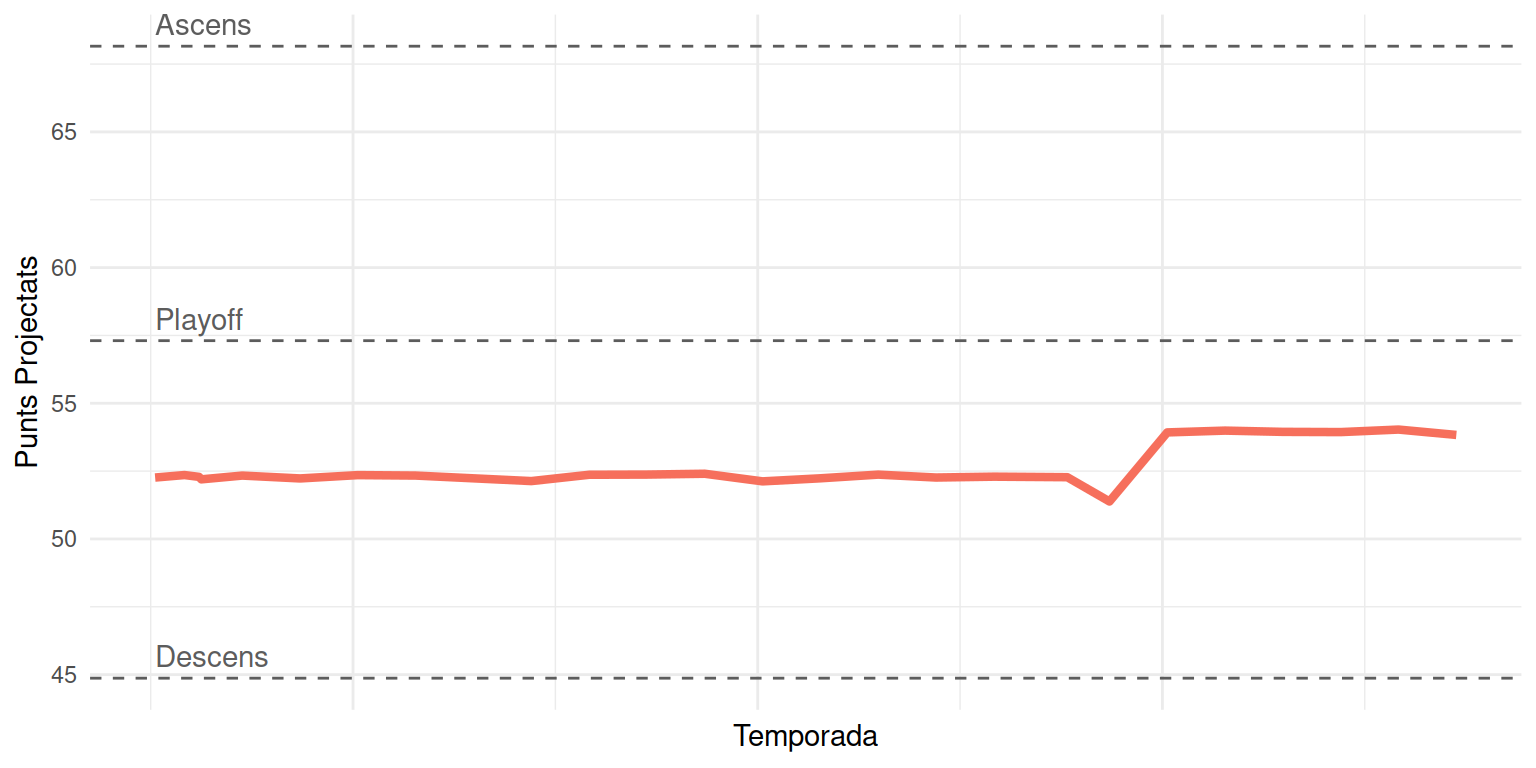 Ascens
65
60
Playoff
55
50
Descens
45
Punts Projectats
Temporada